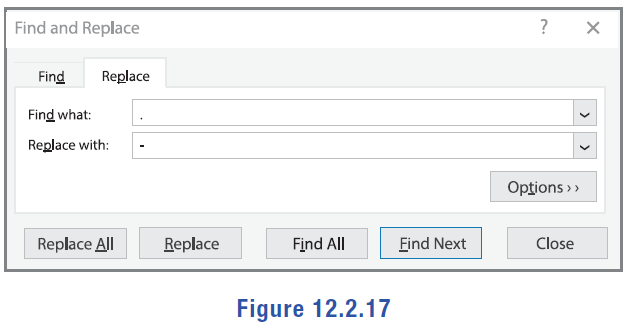 Find and Replace ? ×
Find Replace
Find what: .
Replace with: -
Options >>
Replace All Replace Find All Find Next Close
Figure 12.2.17